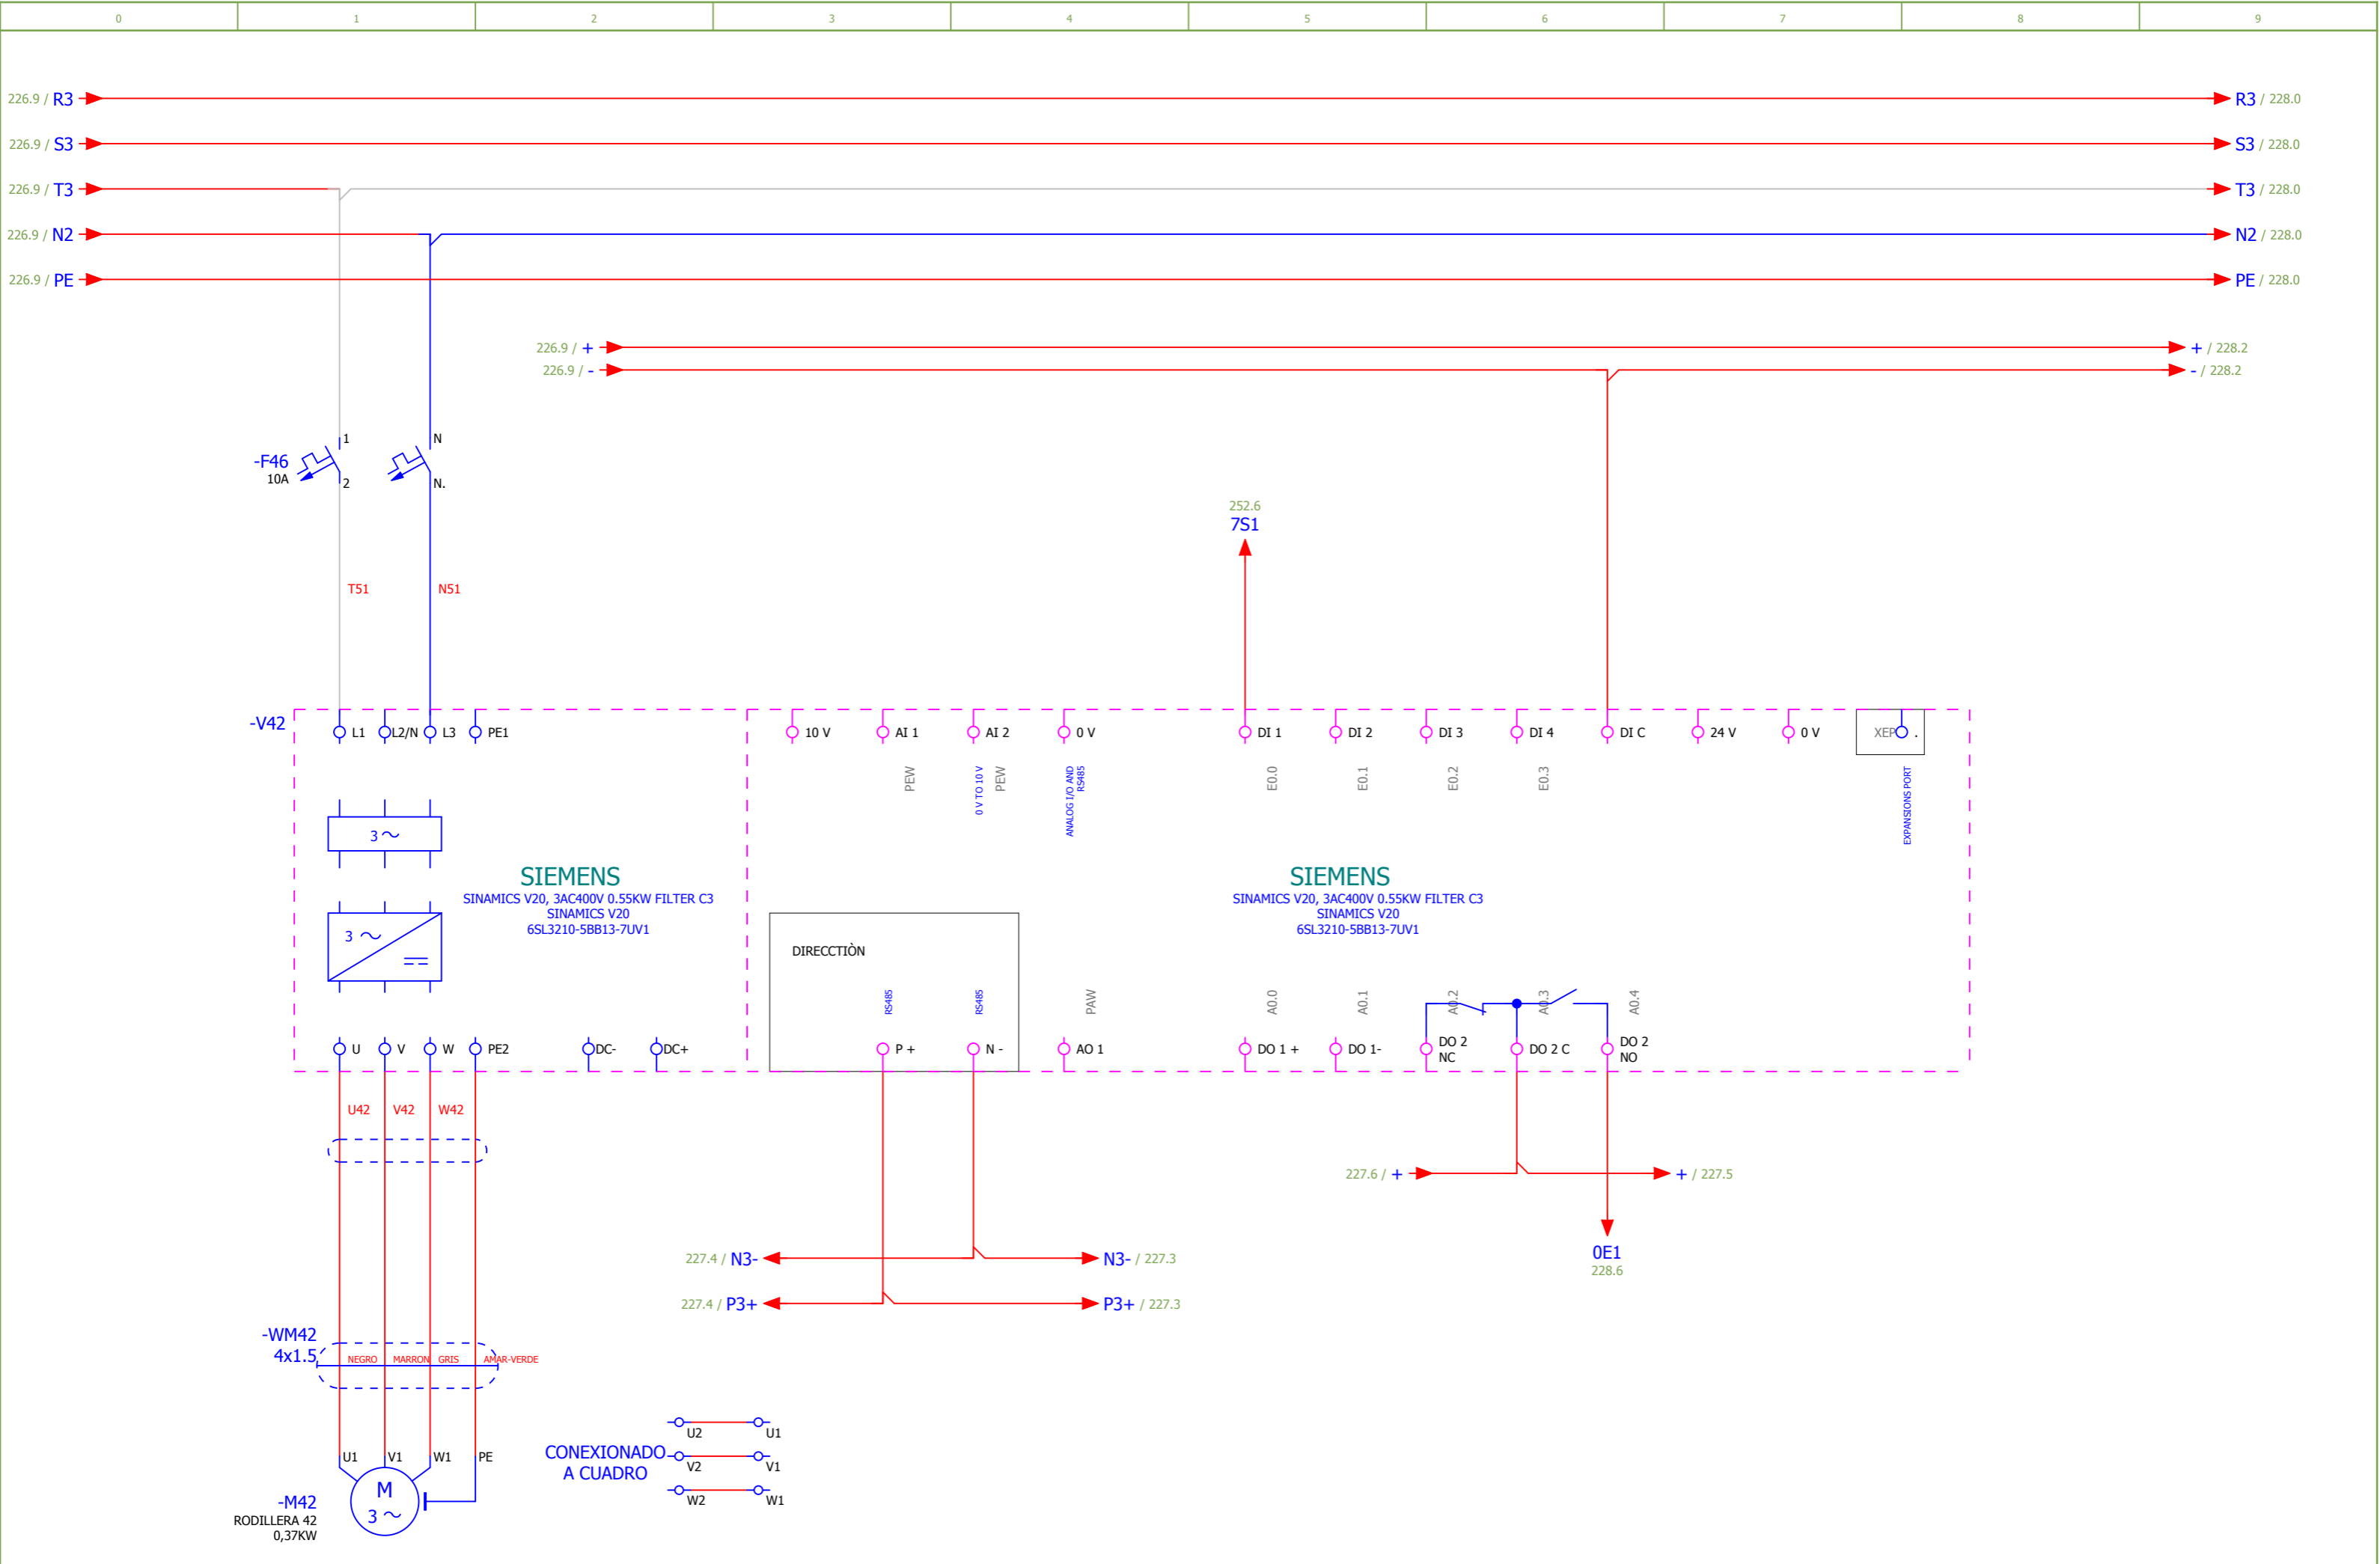 0 1 2 3 4 5 6 7 8 9
226.9 / R3 R3 / 228.0
226.9 / S3 S3 / 228.0
226.9 / T3 T3 / 228.0
226.9 / N2 N2 / 228.0
226.9 / PE PE / 228.0
226.9 / + + / 228.2
226.9 / - - / 228.2
1 N
-F46
10A
2 N.
252.6
7S1
T51 N51
-V42
L1 L2/N L3 PE1 10 V AI 1 AI 2 0 V DI 1 DI 2 DI 3 DI 4 DI C 24 V 0 V XEP .
PEW
0 V TO 10 V
PEW
ANALOG I/O AND
RS485
E0.0
E0.1
E0.2
E0.3
EXPANSIONS PORT
3
SIEMENS
SINAMICS V20, 3AC400V 0.55KW FILTER C3
SINAMICS V20
6SL3210-5BB13-7UV1
SIEMENS
SINAMICS V20, 3AC400V 0.55KW FILTER C3
SINAMICS V20
6SL3210-5BB13-7UV1
3
DIRECCTIÒN
RS485
RS485
PAW
A0.0
A0.1
A0.2
A0.3
A0.4
U V W PE2 DC- DC+ P + N - AO 1 DO 1 + DO 1-
DO 2
NC
DO 2 C
DO 2
NO
U42 V42 W42
227.6 / + + / 227.5
227.4 / N3- N3- / 227.3
0E1
228.6
227.4 / P3+ P3+ / 227.3
-WM42
4x1.5
NEGRO MARRON GRIS AMAR-VERDE
U1 V1 W1 PE
CONEXIONADO
A CUADRO
U2 U1
V2 V1
W2 W1
M
3
-M42
RODILLERA 42
0,37KW